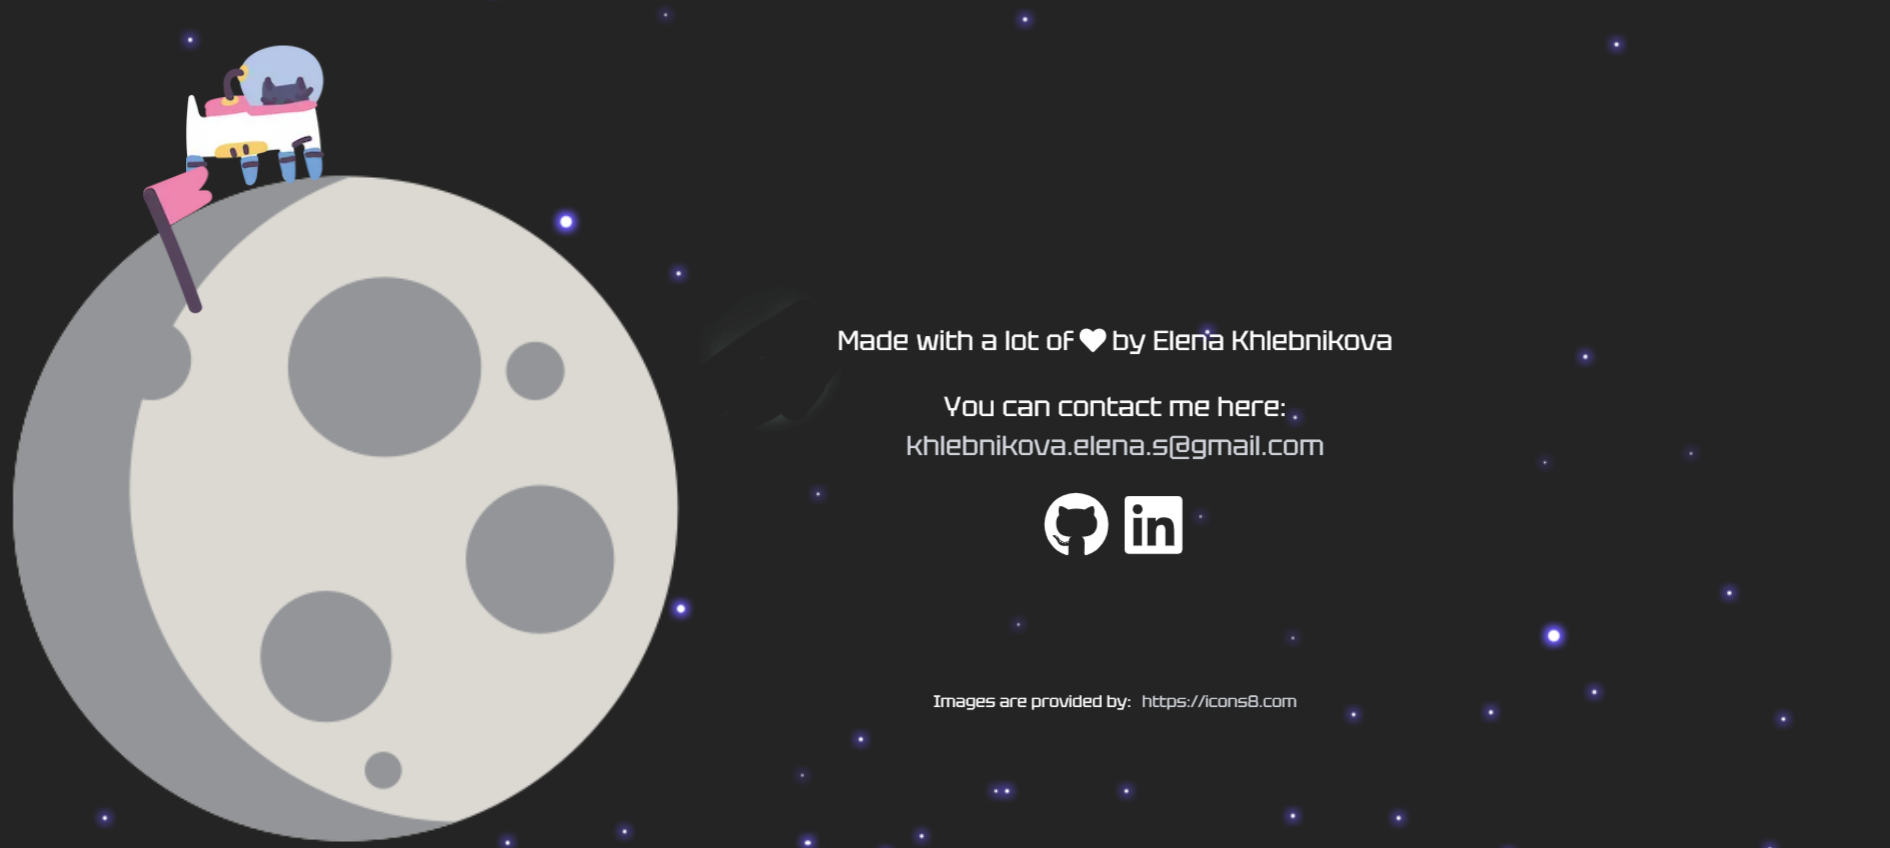 Made with a lot of ♥ by Elena Khlebnikova
You can contact me here:
khlebnikova.elena.s@gmail.com
in
Images are provided by: https://icons8.com